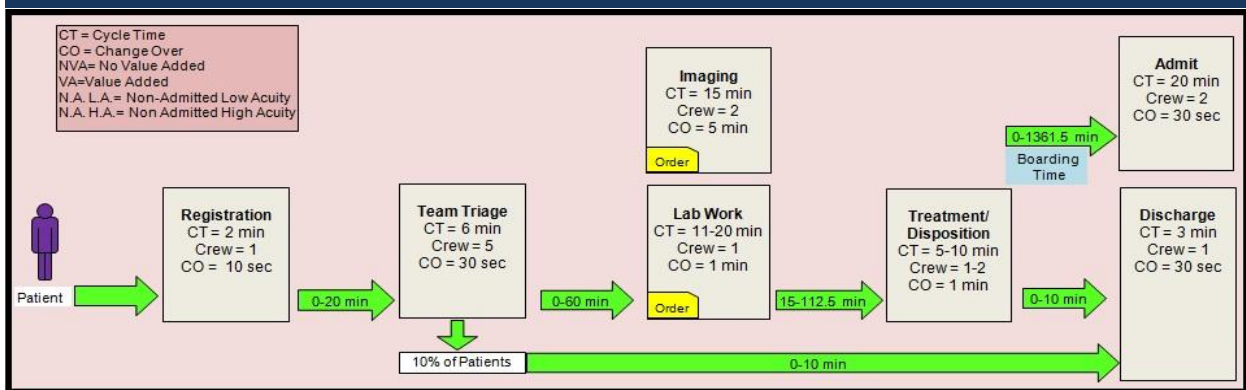 CT = Cycle Time
CO = Change Over
NVA= No Value Added
VA=Value Added
N.A. L.A.= Non-Admitted Low Acuity
N.A. H.A.= Non Admitted High Acuity
Imaging
CT = 15 min
Crew = 2
CO = 5 min
Order
Admit
CT = 20 min
Crew = 2
CO = 30 sec
0-1361.5 min
Boarding
Time
Patient
Registration
CT = 2 min
Crew = 1
CO = 10 sec
0-20 min
Team Triage
CT = 6 min
Crew = 5
CO = 30 sec
0-60 min
Lab Work
CT = 11-20 min
Crew = 1
CO = 1 min
Order
15-112.5 min
Treatment/
Disposition
CT = 5-10 min
Crew = 1-2
CO = 1 min
0-10 min
Discharge
CT = 3 min
Crew = 1
CO = 30 sec
10% of Patients
0-10 min